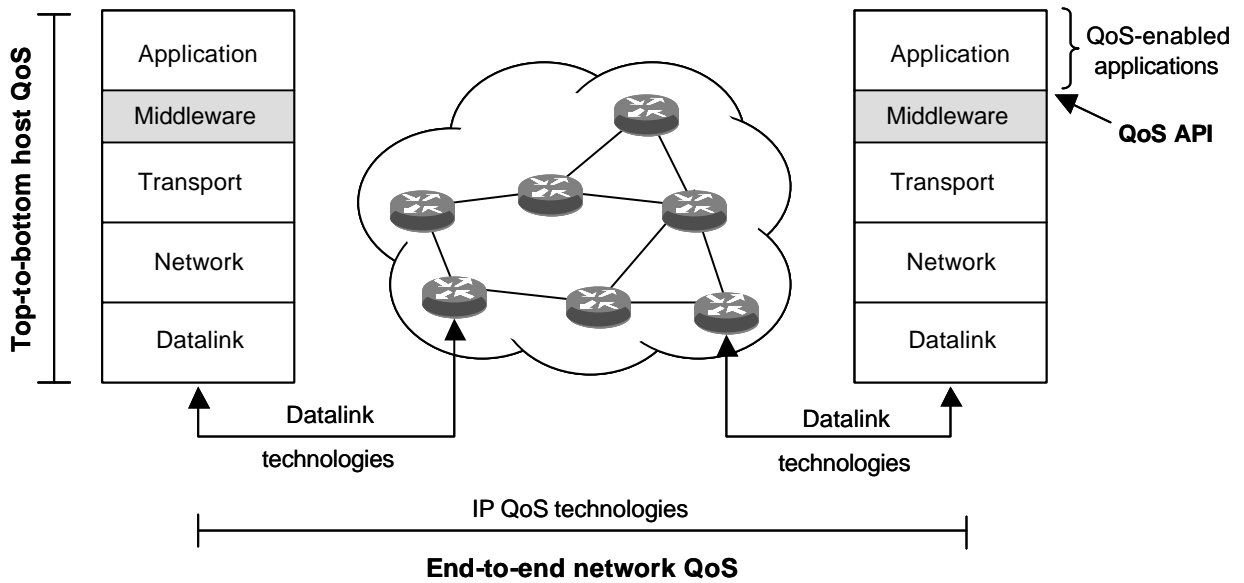 Top-to-bottom host QoS
Application
Middleware
Transport
Network
Datalink
Application
Middleware
Transport
Network
Datalink
QoS-enabled
applications
QoS API
Datalink
technologies
Datalink
technologies
IP QoS technologies
End-to-end network QoS